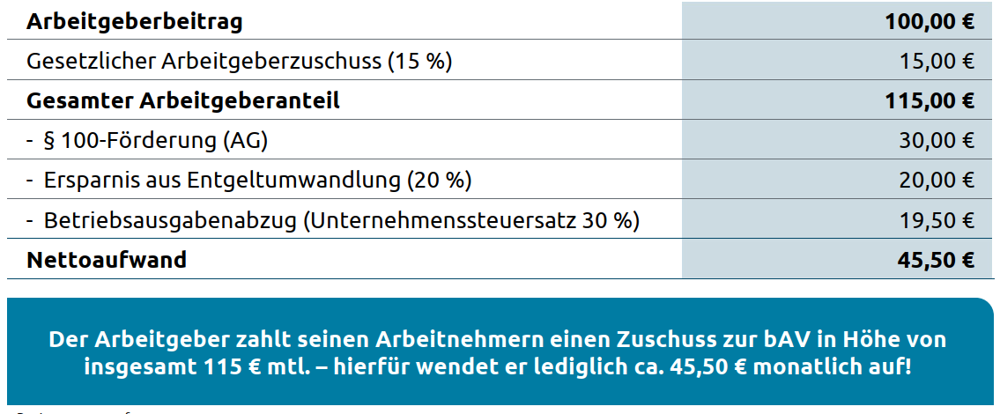 Arbeitgeberbeitrag 100,00 €
Gesetzlicher Arbeitgeberzuschuss (15 %) 15,00 €
Gesamter Arbeitgeberanteil 115,00 €
- § 100-Förderung (AG) 30,00 €
- Ersparnis aus Entgeltumwandlung (20 %) 20,00 €
- Betriebsausgabenabzug (Unternehmenssteuersatz 30 %) 19,50 €
Nettoaufwand 45,50 €
Der Arbeitgeber zahlt seinen Arbeitnehmern einen Zuschuss zur bAV in Höhe von
insgesamt 115 € mtl. – hierfür wendet er lediglich ca. 45,50 € monatlich auf!